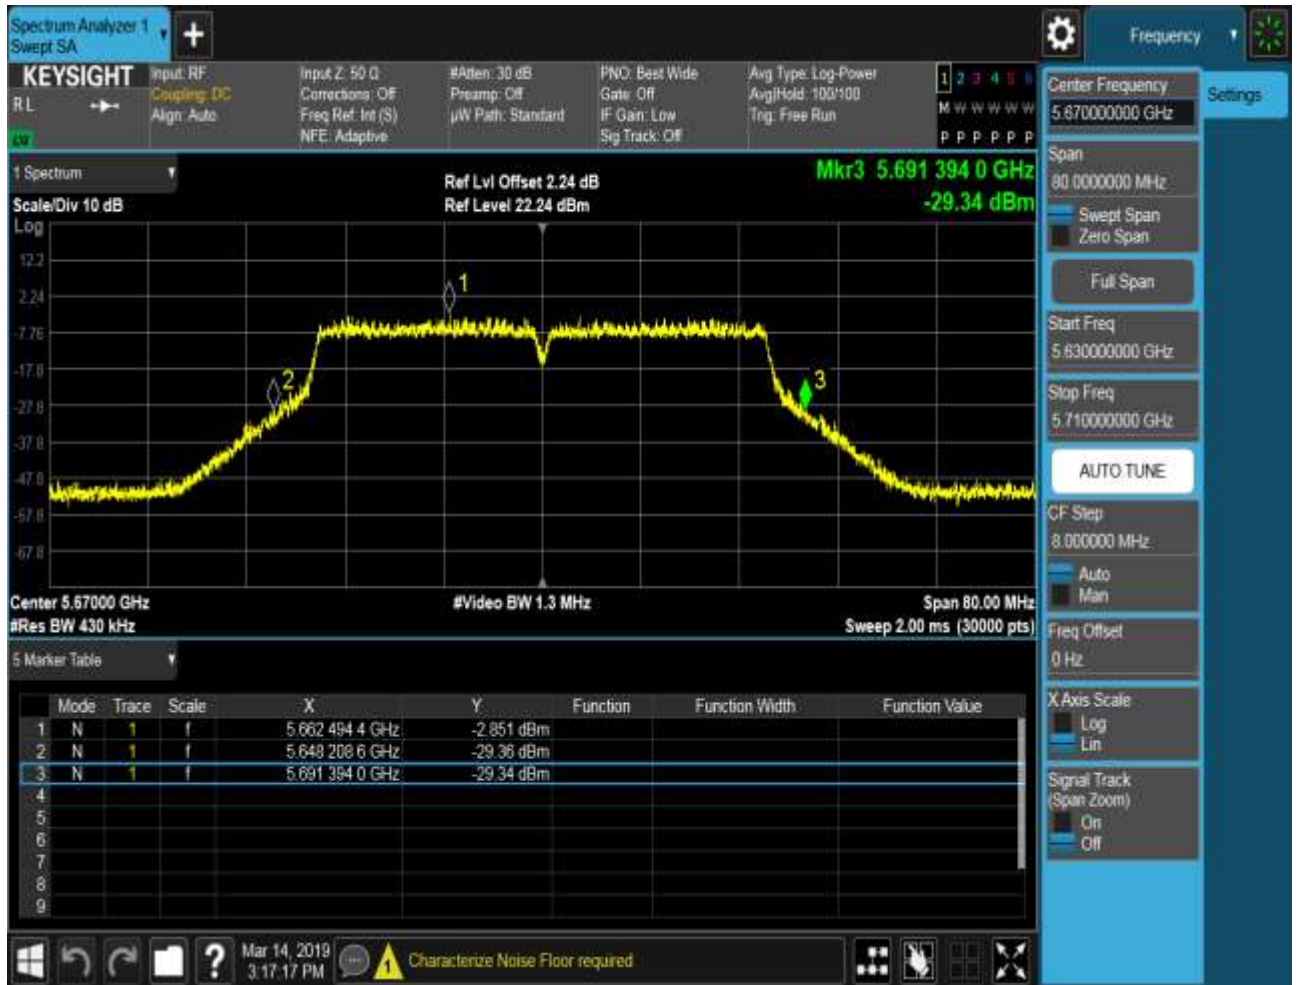 Spectrum Analyzer 1
Swept SA
Frequency
KEYSIGHT
RL
Input: RF
Coupling: DC
Align: Auto
Input Z: 50 Ω
Corrections: Off
Freq Ref: Int (S)
NFE: Adaptive
#Atten: 30 dB
Preamp: Off
µW Path: Standard
PNO: Best Wide
Gate: Off
IF Gain: Low
Sig Track: Off
Avg Type: Log-Power
Avg|Hold: 100/100
Trig: Free Run
1 2 3 4 5 6
M W W W W W
P P P P P P
1 Spectrum
Scale/Div 10 dB
Log
Ref Lvl Offset 2.24 dB
Ref Level 22.24 dBm
Mkr3 5.691 394 0 GHz
-29.34 dBm
12.2
2.24
-7.76
-17.8
-27.8
-37.8
-47.8
-57.8
-67.8
1
2
3
Center 5.67000 GHz
#Res BW 430 kHz
#Video BW 1.3 MHz
Span 80.00 MHz
Sweep 2.00 ms (30000 pts)
5 Marker Table
Mode Trace Scale X Y Function Function Width Function Value
1 N 1 f 5.662 494 4 GHz -2.851 dBm
2 N 1 f 5.648 208 6 GHz -29.36 dBm
3 N 1 f 5.691 394 0 GHz -29.34 dBm
4
5
6
7
8
9
Mar 14, 2019
3:17:17 PM
Characterize Noise Floor required
Center Frequency
5.670000000 GHz
Settings
Span
80.0000000 MHz
Swept Span
Zero Span
Full Span
Start Freq
5.630000000 GHz
Stop Freq
5.710000000 GHz
AUTO TUNE
CF Step
8.000000 MHz
Auto
Man
Freq Offset
0 Hz
X Axis Scale
Log
Lin
Signal Track
(Span Zoom)
On
Off